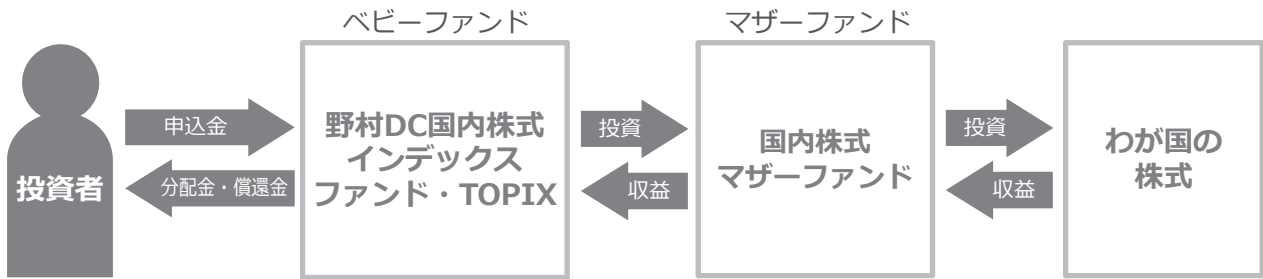 ベビーファンド
マザーファンド
投資者
申込金
分配金・償還金
野村DC国内株式
インデックス
ファンド・TOPIX
投資
収益
国内株式
マザーファンド
投資
収益
わが国の
株式